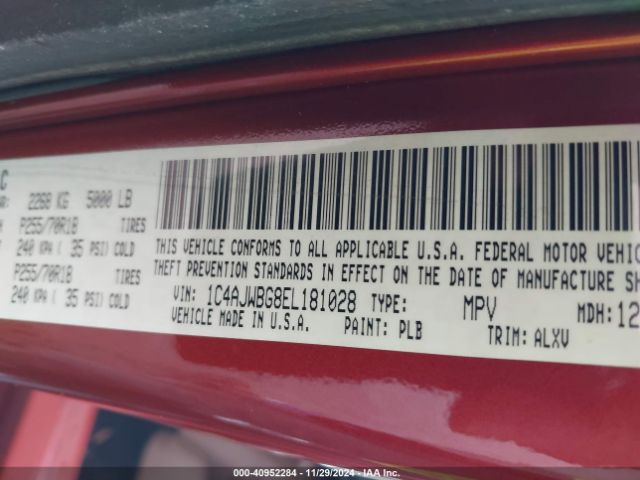 2268 KG 5000 LB
P255/70R18 TIRES
240 KPA ( 35 PSI) COLD
P255/70R18 TIRES
240 KPA ( 35 PSI) COLD
THIS VEHICLE CONFORMS TO ALL APPLICABLE U.S.A. FEDERAL MOTOR VEHIC
THEFT PREVENTION STANDARDS IN EFFECT ON THE DATE OF MANUFACTURE SH
VIN: 1C4AJWBG8EL181028 TYPE: MPV MDH:12
VEHICLE MADE IN U.S.A. PAINT: PLB TRIM: ALXV
000-40952284 - 11/29/2024 - IAA Inc.